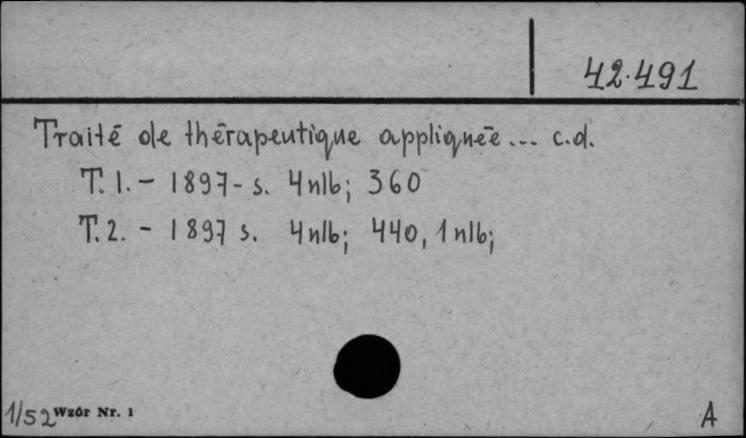 42.491
Traité de thérapeutique appliquée... c.d.
T. 1. - 1897 - s. 4nlb; 360
T. 2. - 1897 s. 4nlb; 440, 1nlb;
1/52 Wzór Nr. 1
A